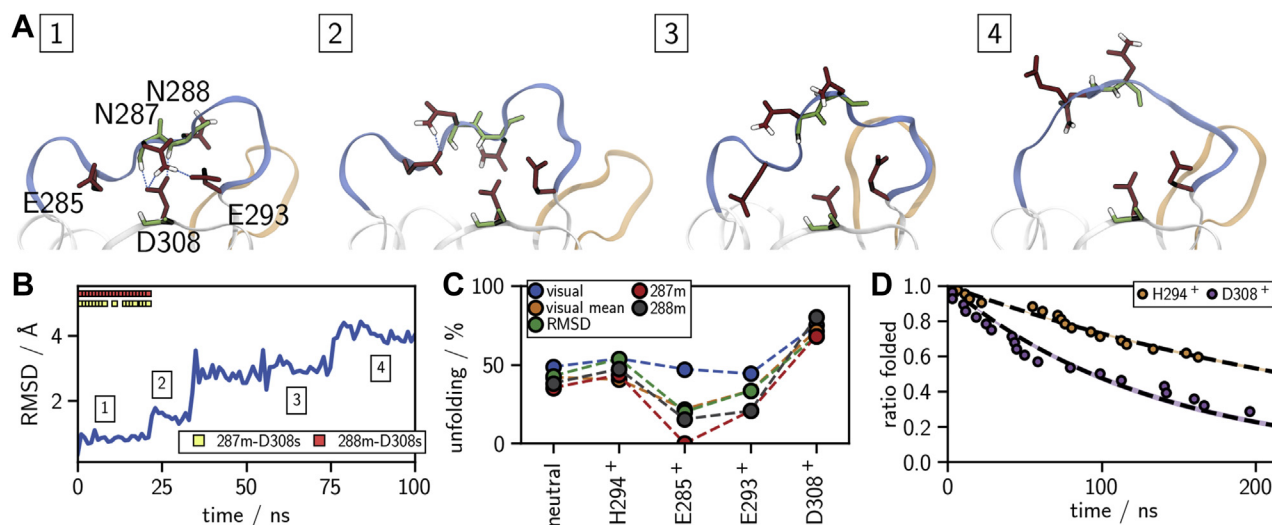 A
1
2
3
4
N288
N287
E285
E293
D308
B
RMSD / Å
4
2
1
2
3
4
287m-D308s
288m-D308s
0
25
50
75
100
time / ns
C
unfolding / %
100
50
0
visual
287m
visual mean
288m
RMSD
neutral
H294 +
E285 +
E293 +
D308 +
D
ratio folded
1.0
0.8
0.6
0.4
0.2
0.0
H294 +
D308 +
0
100
200
time / ns